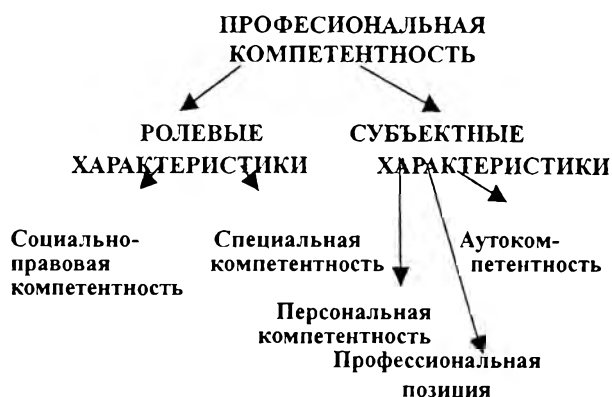 ПРОФЕСИОНАЛЬНАЯ
КОМПЕТЕНТНОСТЬ
РОЛЕВЫЕ
ХАРАКТЕРИСТИКИ
СУБЪЕКТНЫЕ
ХАРАКТЕРИСТИКИ
Социально-
правовая
компетентность
Специальная
компетентность
Аутоком-
петентность
Персональная
компетентность
Профессиональная
позиция